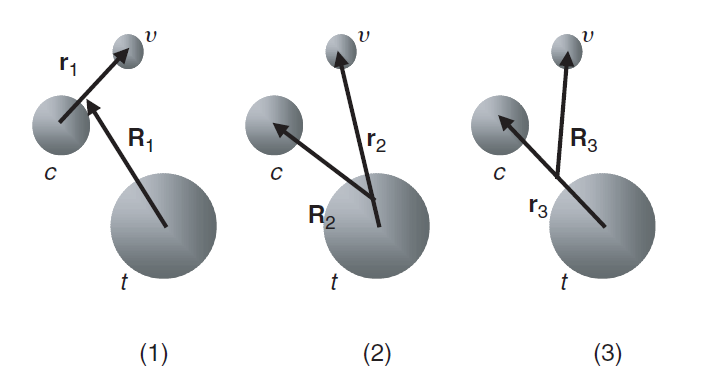 υ υ υ
r₁
R₁ r₂ R₃
c c c
R₂ r₃
t t t
(1) (2) (3)